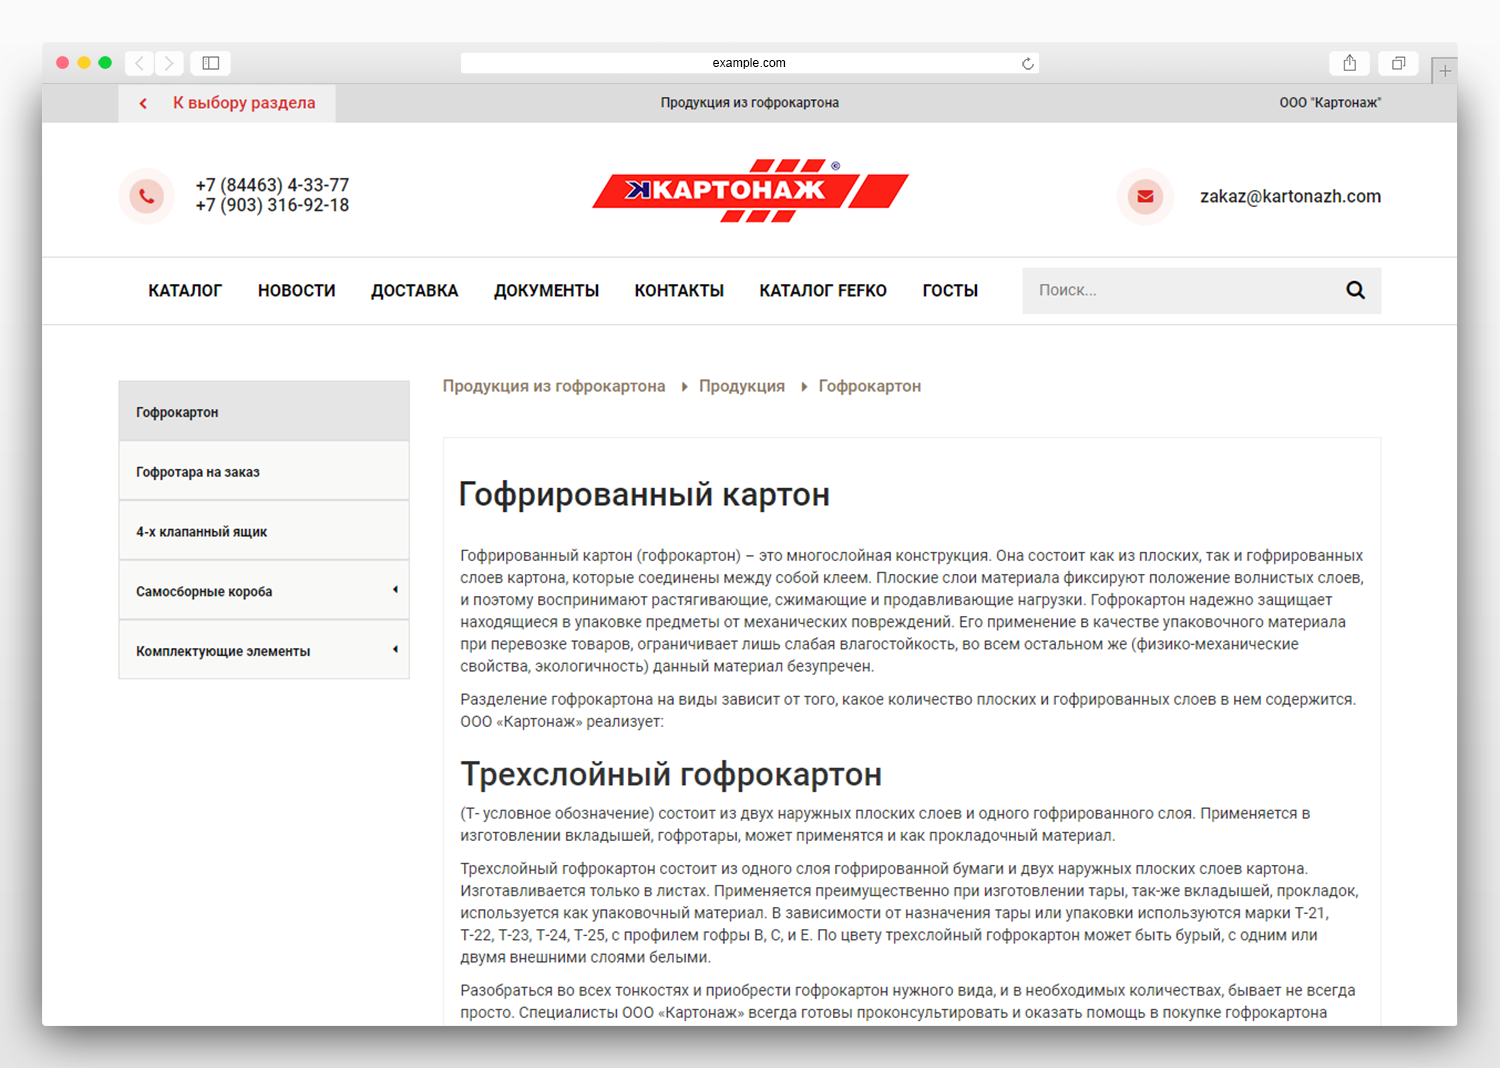 example.com
К выбору раздела
Продукция из гофрокартона
ООО "Картонаж"
+7 (84463) 4-33-77
+7 (903) 316-92-18
КАРТОНАЖ ®
zakaz@kartonazh.com
КАТАЛОГ НОВОСТИ ДОСТАВКА ДОКУМЕНТЫ КОНТАКТЫ КАТАЛОГ FEFKO ГОСТЫ
Поиск...
Продукция из гофрокартона Продукция Гофрокартон
Гофрокартон
Гофротара на заказ
4-х клапанный ящик
Самосборные короба
Комплектующие элементы
Гофрированный картон
Гофрированный картон (гофрокартон) – это многослойная конструкция. Она состоит как из плоских, так и гофрированных
слоев картона, которые соединены между собой клеем. Плоские слои материала фиксируют положение волнистых слоев,
и поэтому воспринимают растягивающие, сжимающие и продавливающие нагрузки. Гофрокартон надежно защищает
находящиеся в упаковке предметы от механических повреждений. Его применение в качестве упаковочного материала
при перевозке товаров, ограничивает лишь слабая влагостойкость, во всем остальном же (физико-механические
свойства, экологичность) данный материал безупречен.
Разделение гофрокартона на виды зависит от того, какое количество плоских и гофрированных слоев в нем содержится.
ООО «Картонаж» реализует:
Трехслойный гофрокартон
(Т- условное обозначение) состоит из двух наружных плоских слоев и одного гофрированного слоя. Применяется в
изготовлении вкладышей, гофротары, может применятся и как прокладочный материал.
Трехслойный гофрокартон состоит из одного слоя гофрированной бумаги и двух наружных плоских слоев картона.
Изготавливается только в листах. Применяется преимущественно при изготовлении тары, так-же вкладышей, прокладок,
используется как упаковочный материал. В зависимости от назначения тары или упаковки используются марки Т-21,
Т-22, Т-23, Т-24, Т-25, с профилем гофры В, С, и Е. По цвету трехслойный гофрокартон может быть бурый, с одним или
двумя внешними слоями белыми.
Разобраться во всех тонкостях и приобрести гофрокартон нужного вида, и в необходимых количествах, бывает не всегда
просто. Специалисты ООО «Картонаж» всегда готовы проконсультировать и оказать помощь в покупке гофрокартона